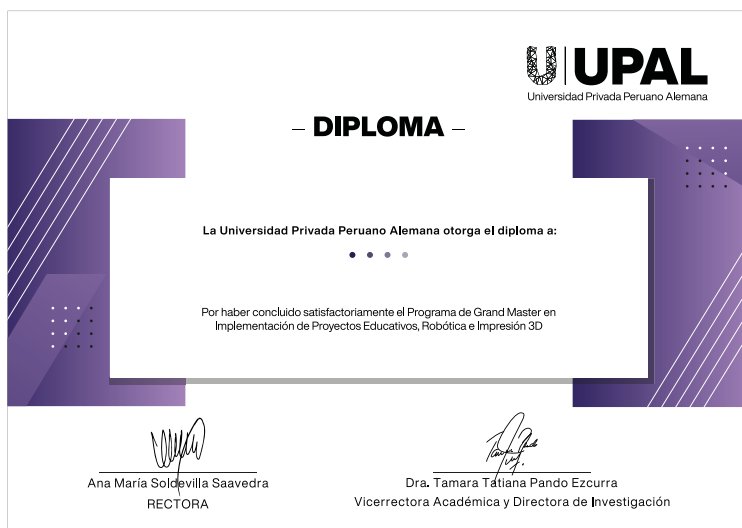 UPAL
Universidad Privada Peruano Alemana
– DIPLOMA –
La Universidad Privada Peruano Alemana otorga el diploma a:
Por haber concluido satisfactoriamente el Programa de Grand Master en
Implementación de Proyectos Educativos, Robótica e Impresión 3D
Ana María Soldevilla Saavedra
RECTORA
Dra. Tamara Tatiana Pando Ezcurra
Vicerrectora Académica y Directora de Investigación